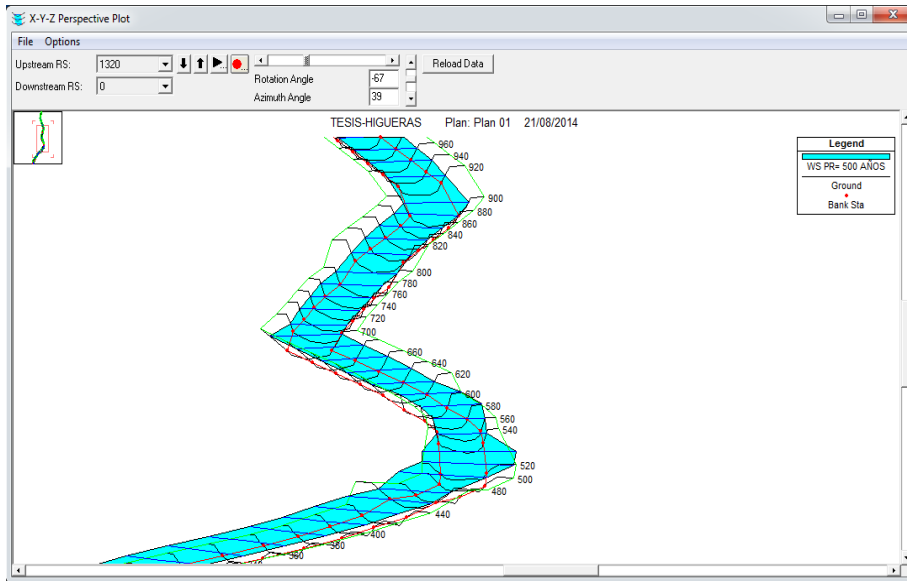 X-Y-Z Perspective Plot
File Options
Upstream RS: 1320
Downstream RS: 0
Rotation Angle -67
Azimuth Angle 39
Reload Data
TESIS-HIGUERAS Plan: Plan 01 21/08/2014
Legend
WS PR= 500 AÑOS
Ground
Bank Sta
960
940
920
900
880
860
840
820
800
780
760
740
720
700
660
640
620
600
580
560
540
520
500
480
440
400
380
360